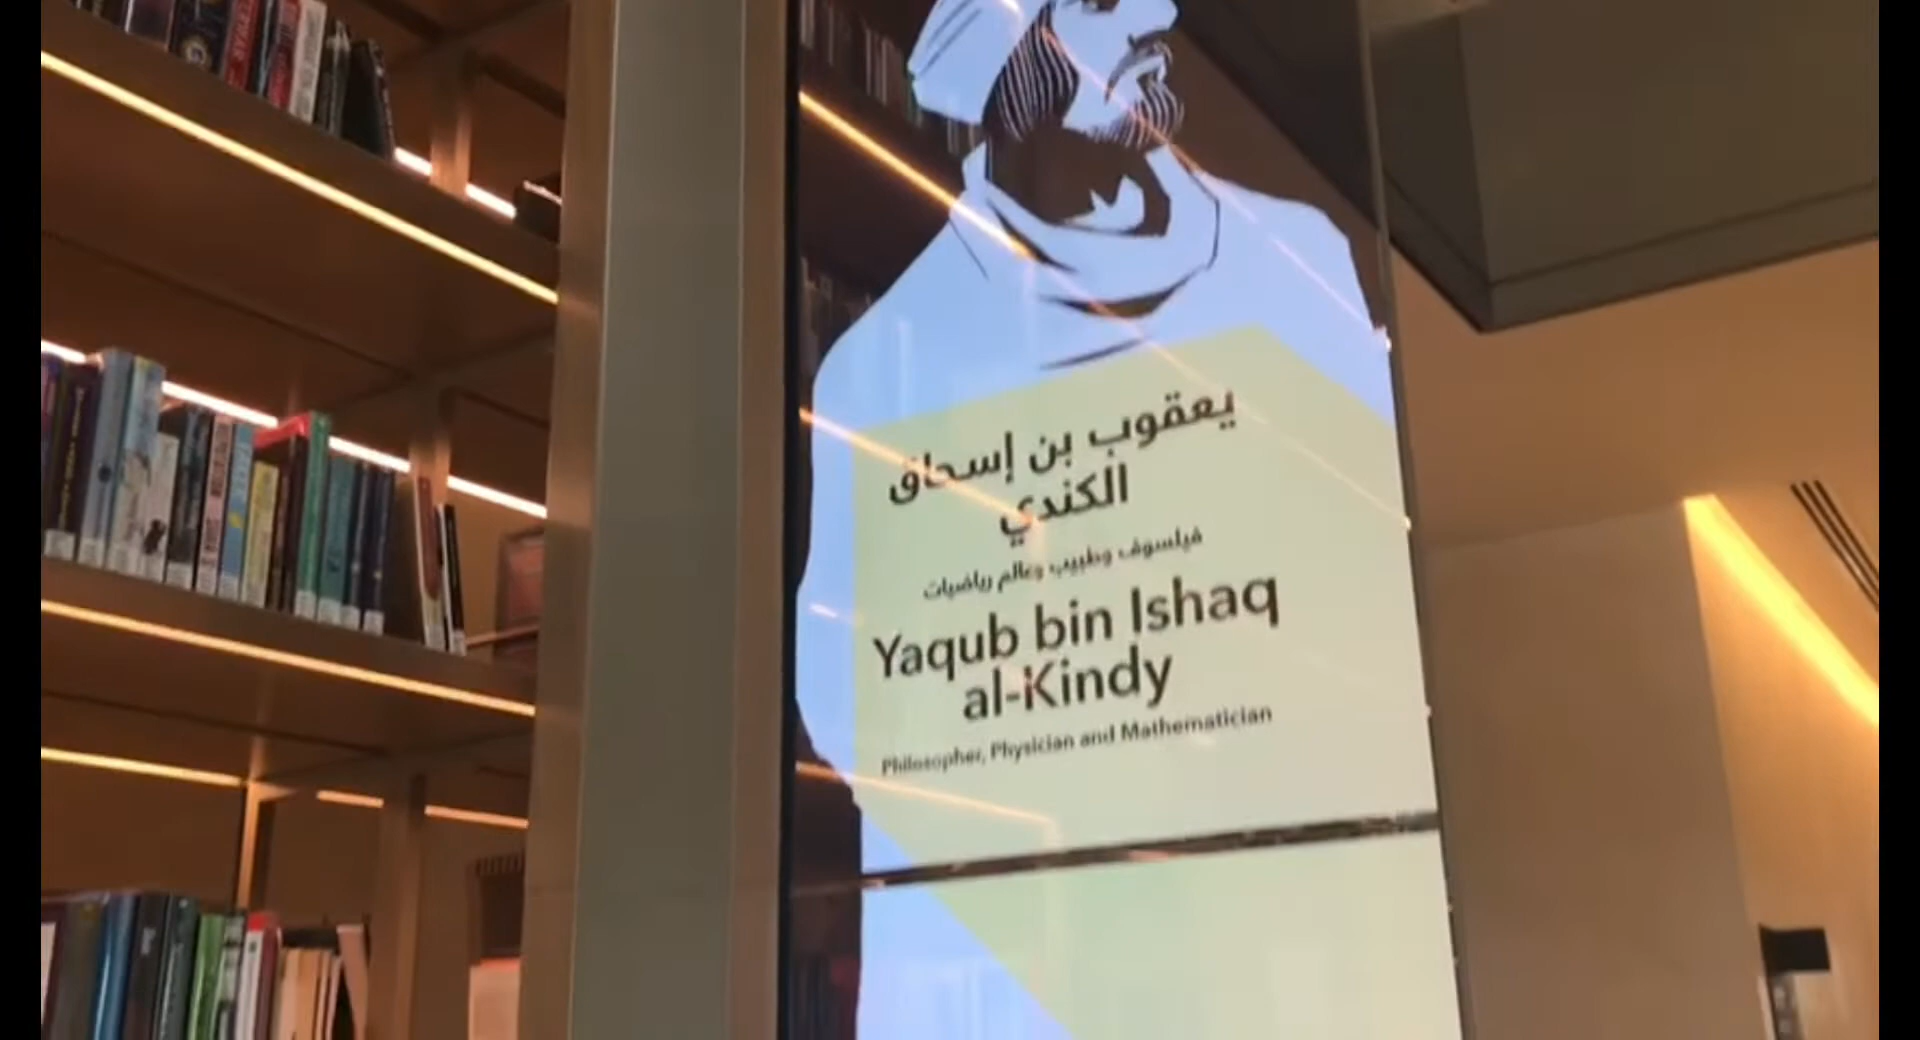 يعقوب بن إسحاق
الكندي
فيلسوف وطبيب وعالم رياضيات
Yaqub bin Ishaq
al-Kindy
Philosopher, Physician and Mathematician